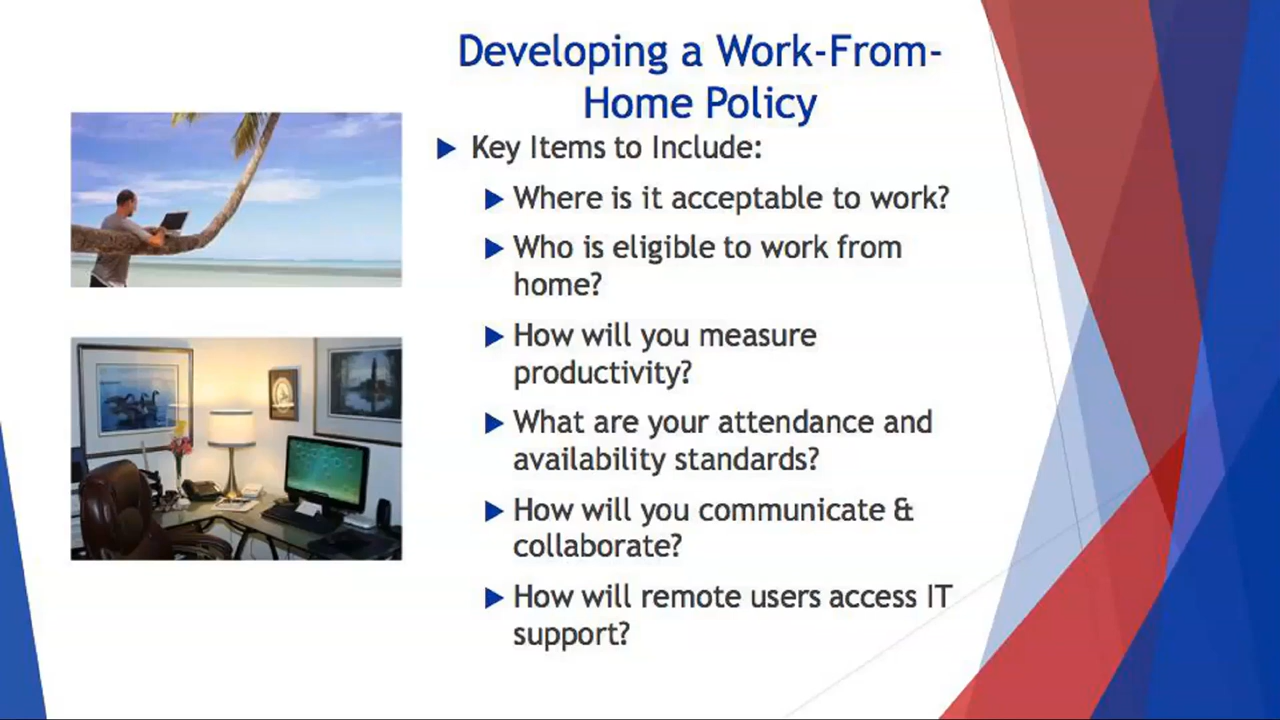 Developing a Work-From-
Home Policy
Key Items to Include:
Where is it acceptable to work?
Who is eligible to work from
home?
How will you measure
productivity?
What are your attendance and
availability standards?
How will you communicate &
collaborate?
How will remote users access IT
support?